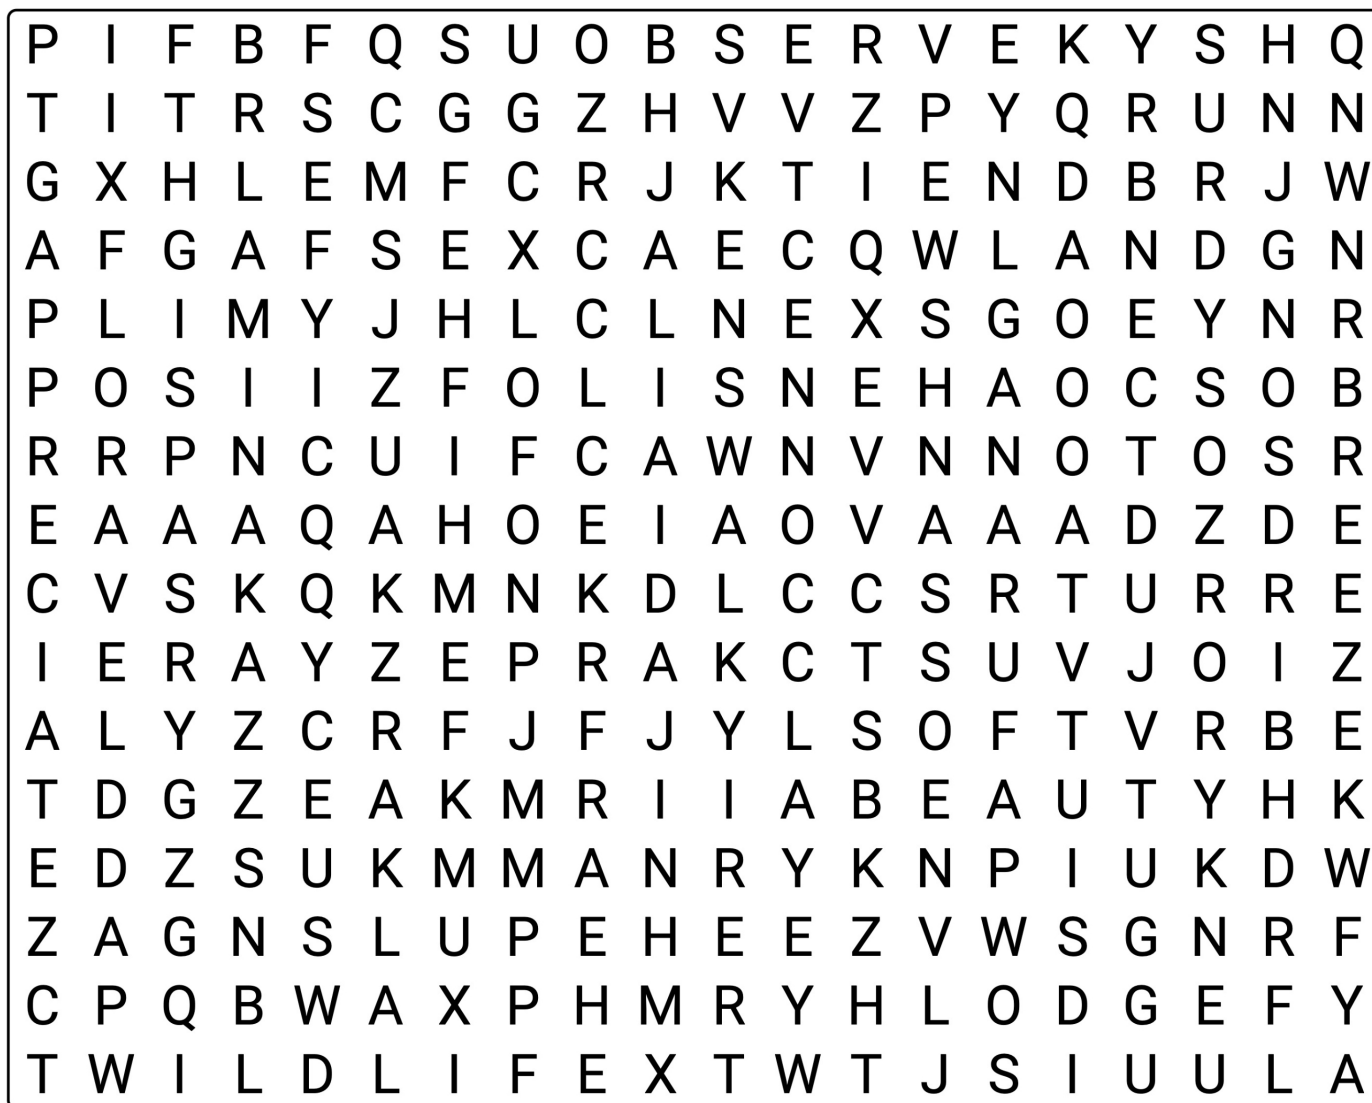 P I F B F Q S U O B S E R V E K Y S H Q
T I T R S C G G Z H V V Z P Y Q R U N N
G X H L E M F C R J K T I E N D B R J W
A F G A F S E X C A E C Q W L A N D G N
P L I M Y J H L C L N E X S G O E Y N R
P O S I I Z F O L I S N E H A O C S O B
R R P N C U I F C A W N V N N O T O S R
E A A A Q A H O E I A O V A A A D Z D E
C V S K Q K M N K D L C C S R T U R R E
I E R A Y Z E P R A K C T S U V J O I Z
A L Y Z C R F J F J Y L S O F T V R B E
T D G Z E A K M R I I A B E A U T Y H K
E D Z S U K M M A N R Y K N P I U K D W
Z A G N S L U P E H E E Z V W S G N R F
C P Q B W A X P H M R Y H L O D G E F Y
T W I L D L I F E X T W T J S I U U L A